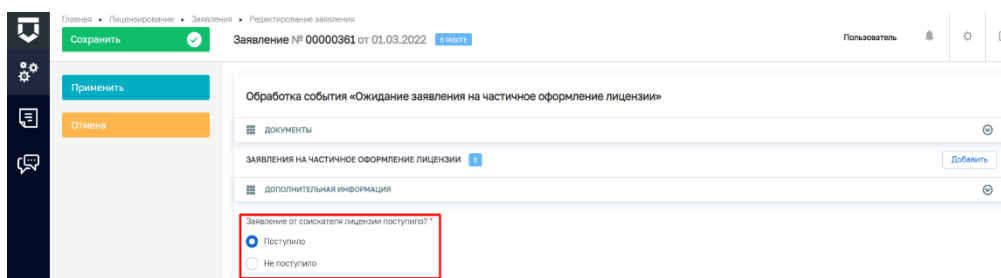 Главная ▸ Лицензирование ▸ Заявления ▸ Редактирование заявления
Сохранить
Заявление № 00000361 от 01.03.2022 В РАБОТЕ
Пользователь
Применить
Отмена
Обработка события «Ожидание заявления на частичное оформление лицензии»
ДОКУМЕНТЫ
ЗАЯВЛЕНИЯ НА ЧАСТИЧНОЕ ОФОРМЛЕНИЕ ЛИЦЕНЗИИ 0
Добавить
ДОПОЛНИТЕЛЬНАЯ ИНФОРМАЦИЯ
Заявление от соискателя лицензии поступило? *
Поступило
Не поступило